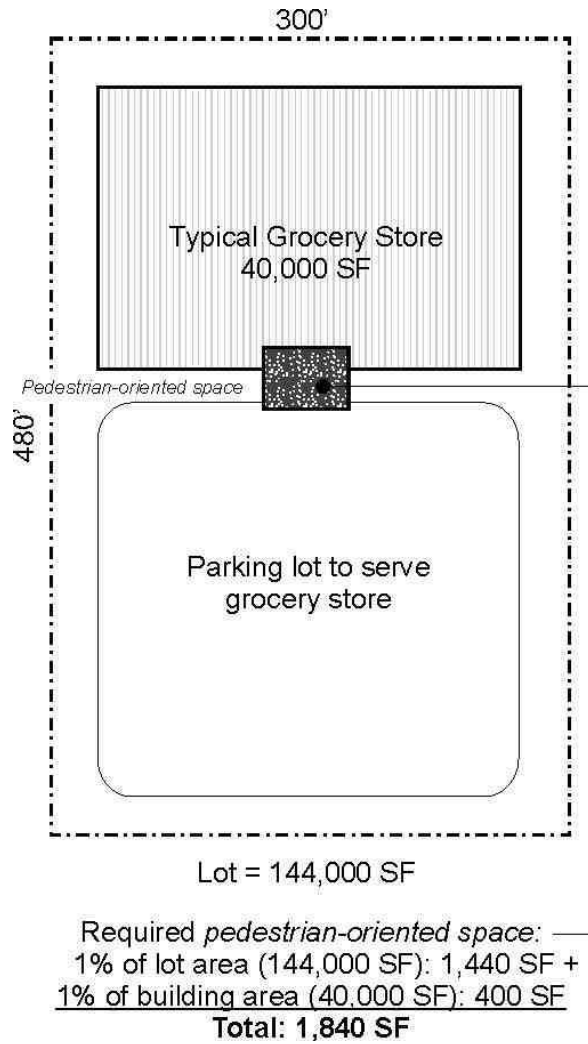 300'
Typical Grocery Store
40,000 SF
Pedestrian-oriented space
480'
Parking lot to serve
grocery store
Lot = 144,000 SF
Required pedestrian-oriented space:
1% of lot area (144,000 SF): 1,440 SF +
1% of building area (40,000 SF): 400 SF
Total: 1,840 SF